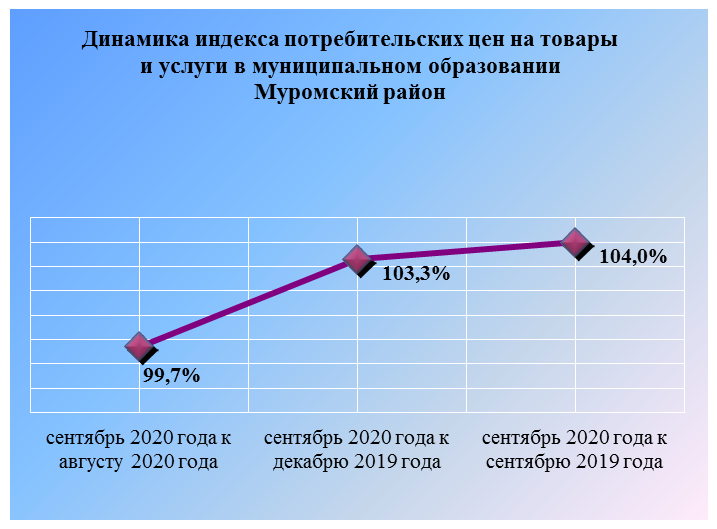 Динамика индекса потребительских цен на товары
и услуги в муниципальном образовании
Муромский район
104,0%
103,3%
99,7%
сентябрь 2020 года к
августу 2020 года
сентябрь 2020 года к
декабрю 2019 года
сентябрь 2020 года к
сентябрю 2019 года